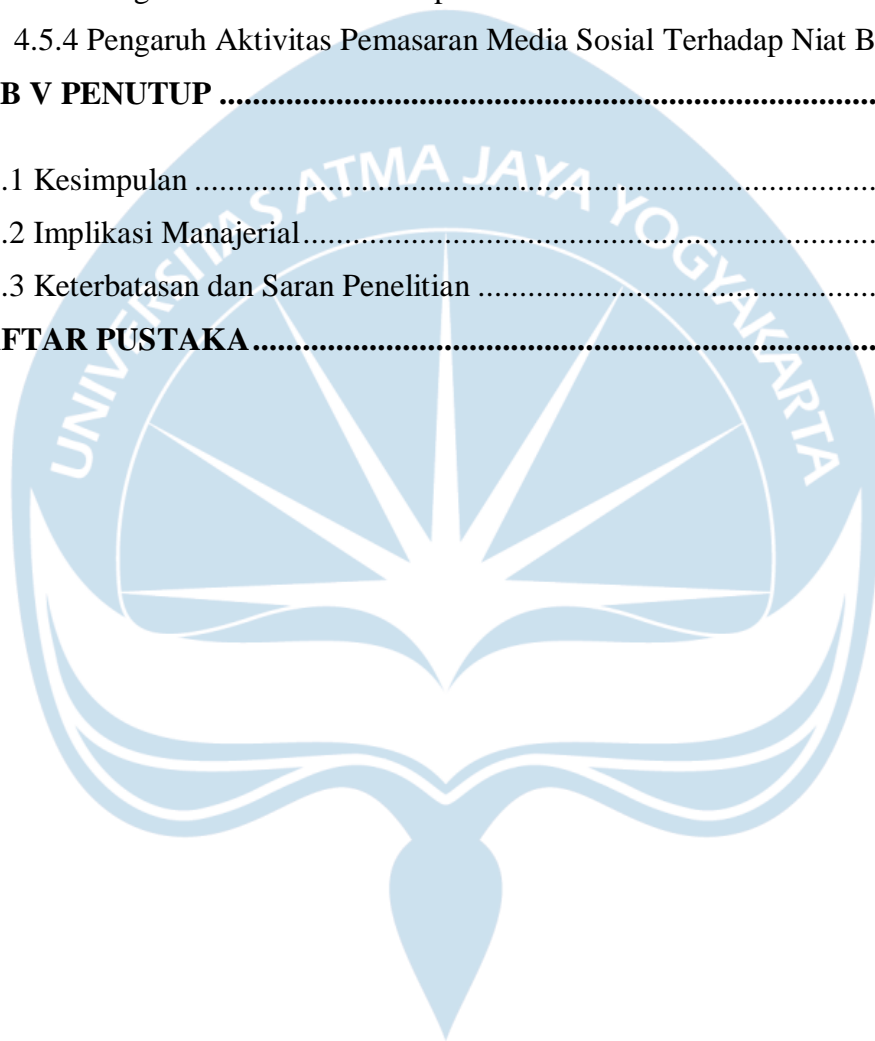 4.5.4 Pengaruh Aktivitas Pemasaran Media Sosial Terhadap Niat B
B V PENUTUP ....................................................................................
.1 Kesimpulan ....................................................................................
.2 Implikasi Manajerial....................................................................................
.3 Keterbatasan dan Saran Penelitian ....................................................................................
FTAR PUSTAKA....................................................................................
UNIVERSITAS ATMA JAYA YOGYAKARTA